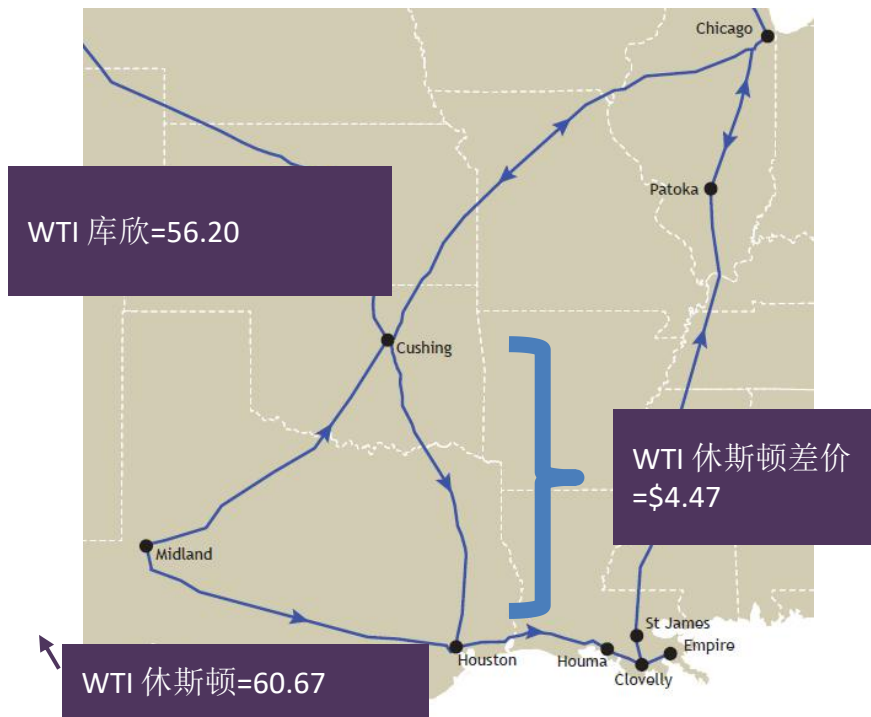 Chicago
Patoka
WTI 库欣=56.20
Cushing
WTI 休斯顿差价
=$4.47
Midland
St James
Empire
Houston
Houma
Clovelly
WTI 休斯顿=60.67